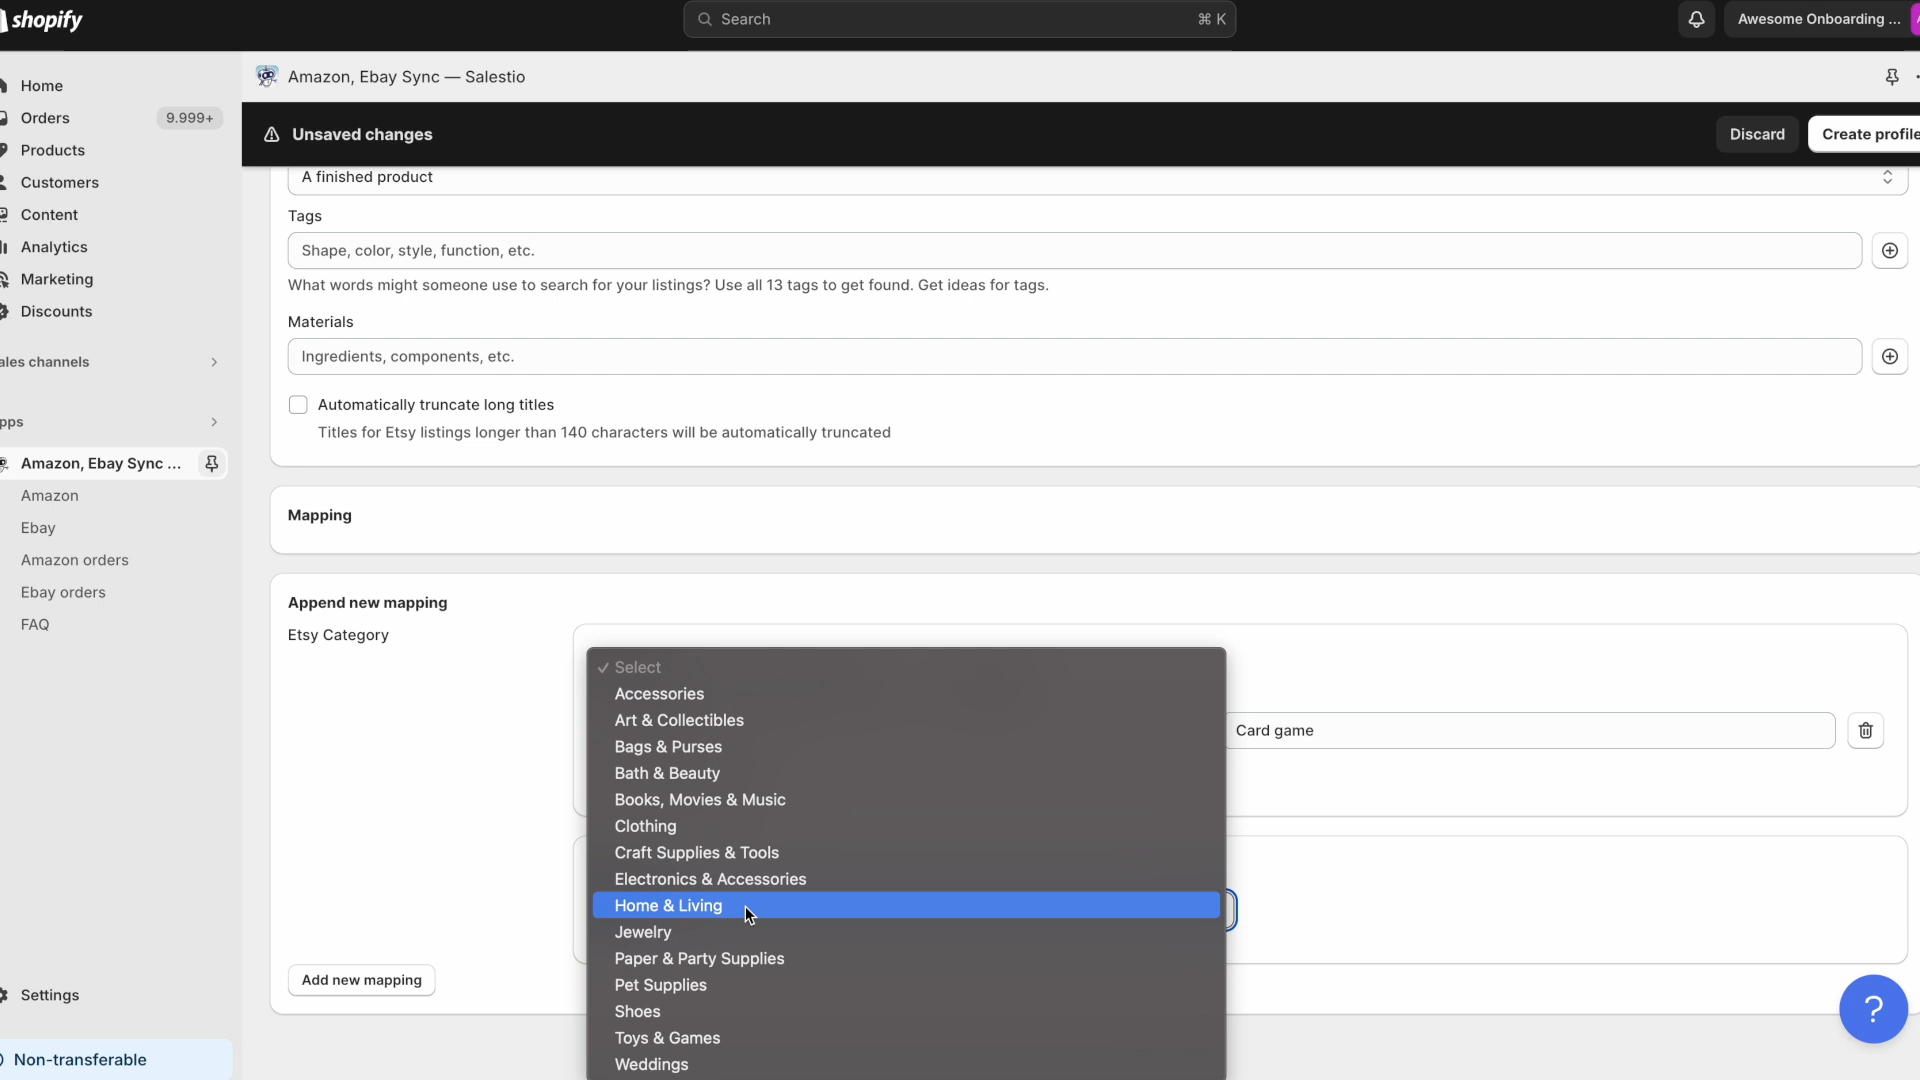 shopify
Search
⌘ K
Awesome Onboarding ...
Home
Orders
9.999+
Products
Customers
Content
Analytics
Marketing
Discounts
ales channels
pps
Amazon, Ebay Sync ...
Amazon
Ebay
Amazon orders
Ebay orders
FAQ
Settings
Non-transferable
Amazon, Ebay Sync — Salestio
Unsaved changes
Discard
Create profile
A finished product
Tags
Shape, color, style, function, etc.
What words might someone use to search for your listings? Use all 13 tags to get found. Get ideas for tags.
Materials
Ingredients, components, etc.
Automatically truncate long titles
Titles for Etsy listings longer than 140 characters will be automatically truncated
Mapping
Append new mapping
Etsy Category
✓ Select
Accessories
Art & Collectibles
Bags & Purses
Bath & Beauty
Books, Movies & Music
Clothing
Craft Supplies & Tools
Electronics & Accessories
Home & Living
Jewelry
Paper & Party Supplies
Pet Supplies
Shoes
Toys & Games
Weddings
Card game
Add new mapping
?